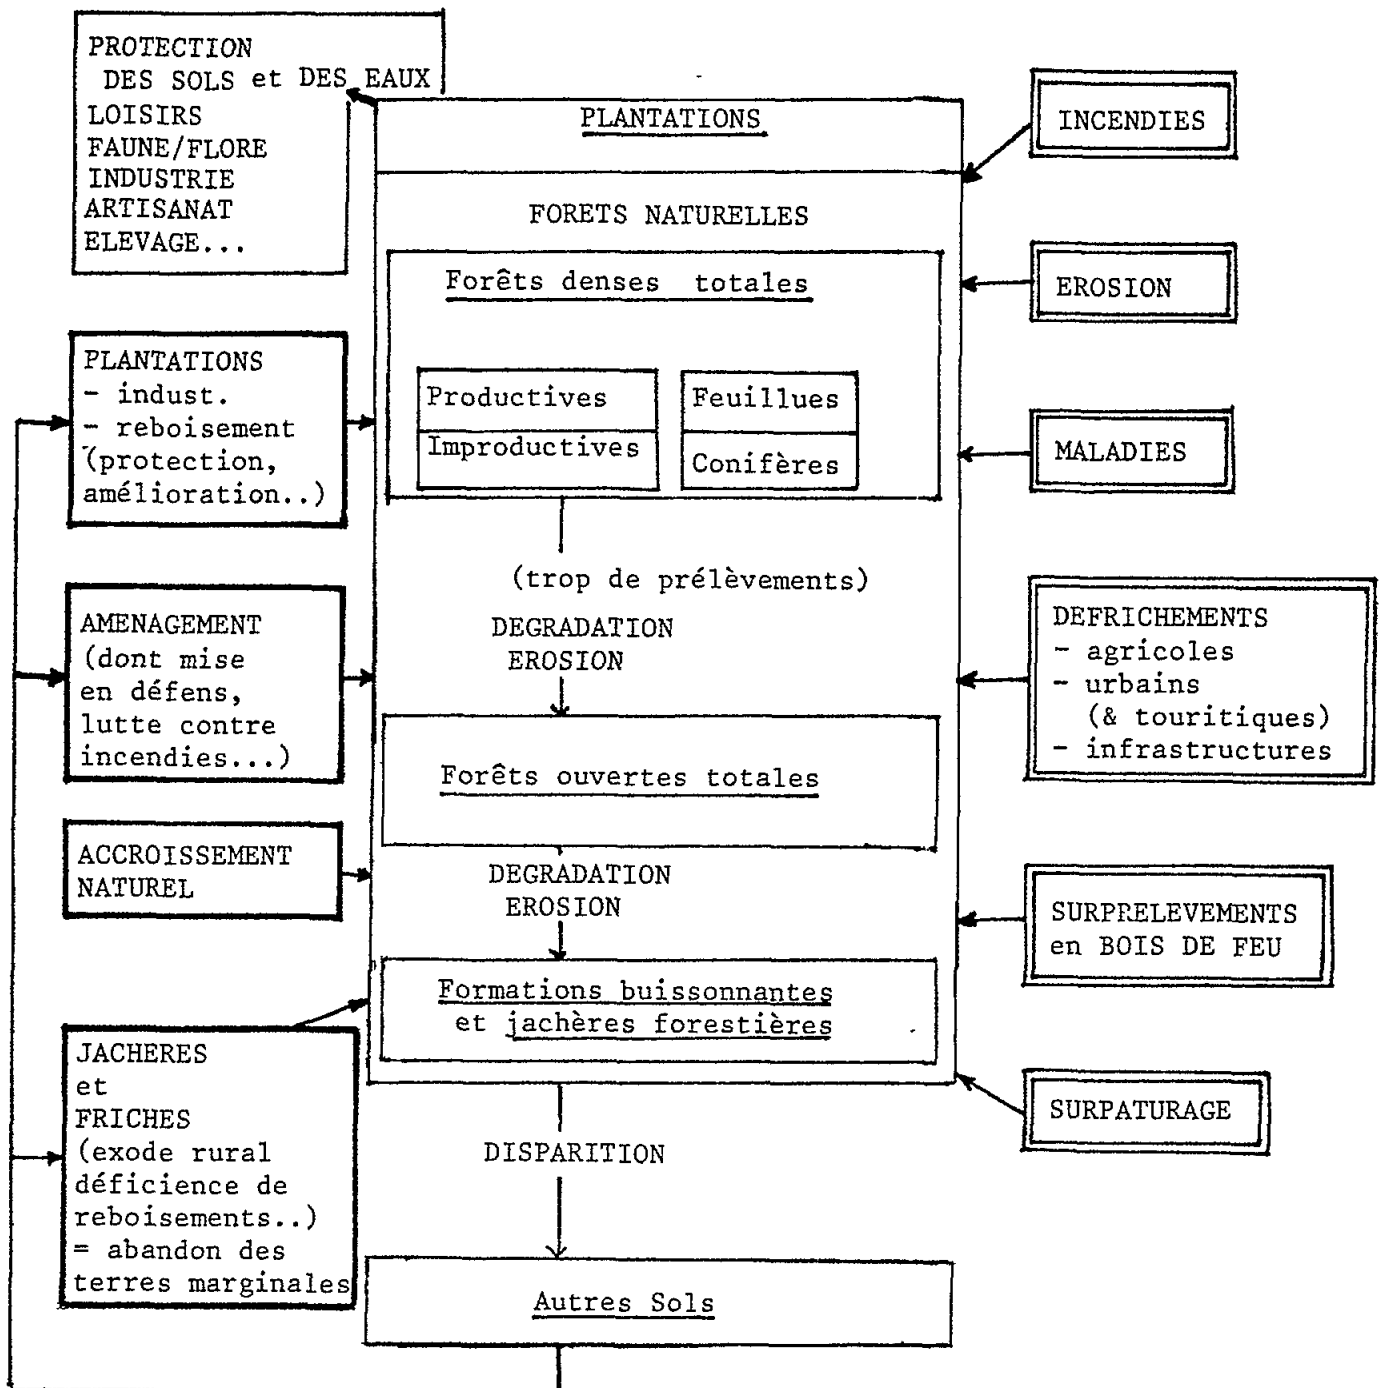 PROTECTION
DES SOLS et DES EAUX
LOISIRS
FAUNE/FLORE
INDUSTRIE
ARTISANAT
ELEVAGE...
PLANTATIONS
- indust.
- reboisement
(protection,
amélioration..)
AMENAGEMENT
(dont mise
en défens,
lutte contre
incendies...)
ACCROISSEMENT
NATUREL
JACHERES
et
FRICHES
(exode rural
déficience de
reboisements..)
= abandon des
terres marginales
PLANTATIONS
FORETS NATURELLES
Forêts denses totales
Productives
Improductives
Feuillues
Conifères
(trop de prélèvements)
DEGRADATION
EROSION
Forêts ouvertes totales
DEGRADATION
EROSION
Formations buissonnantes
et jachères forestières
DISPARITION
Autres Sols
INCENDIES
EROSION
MALADIES
DEFRICHEMENTS
- agricoles
- urbains
(& touritiques)
- infrastructures
SURPRELEVEMENTS
en BOIS DE FEU
SURPATURAGE